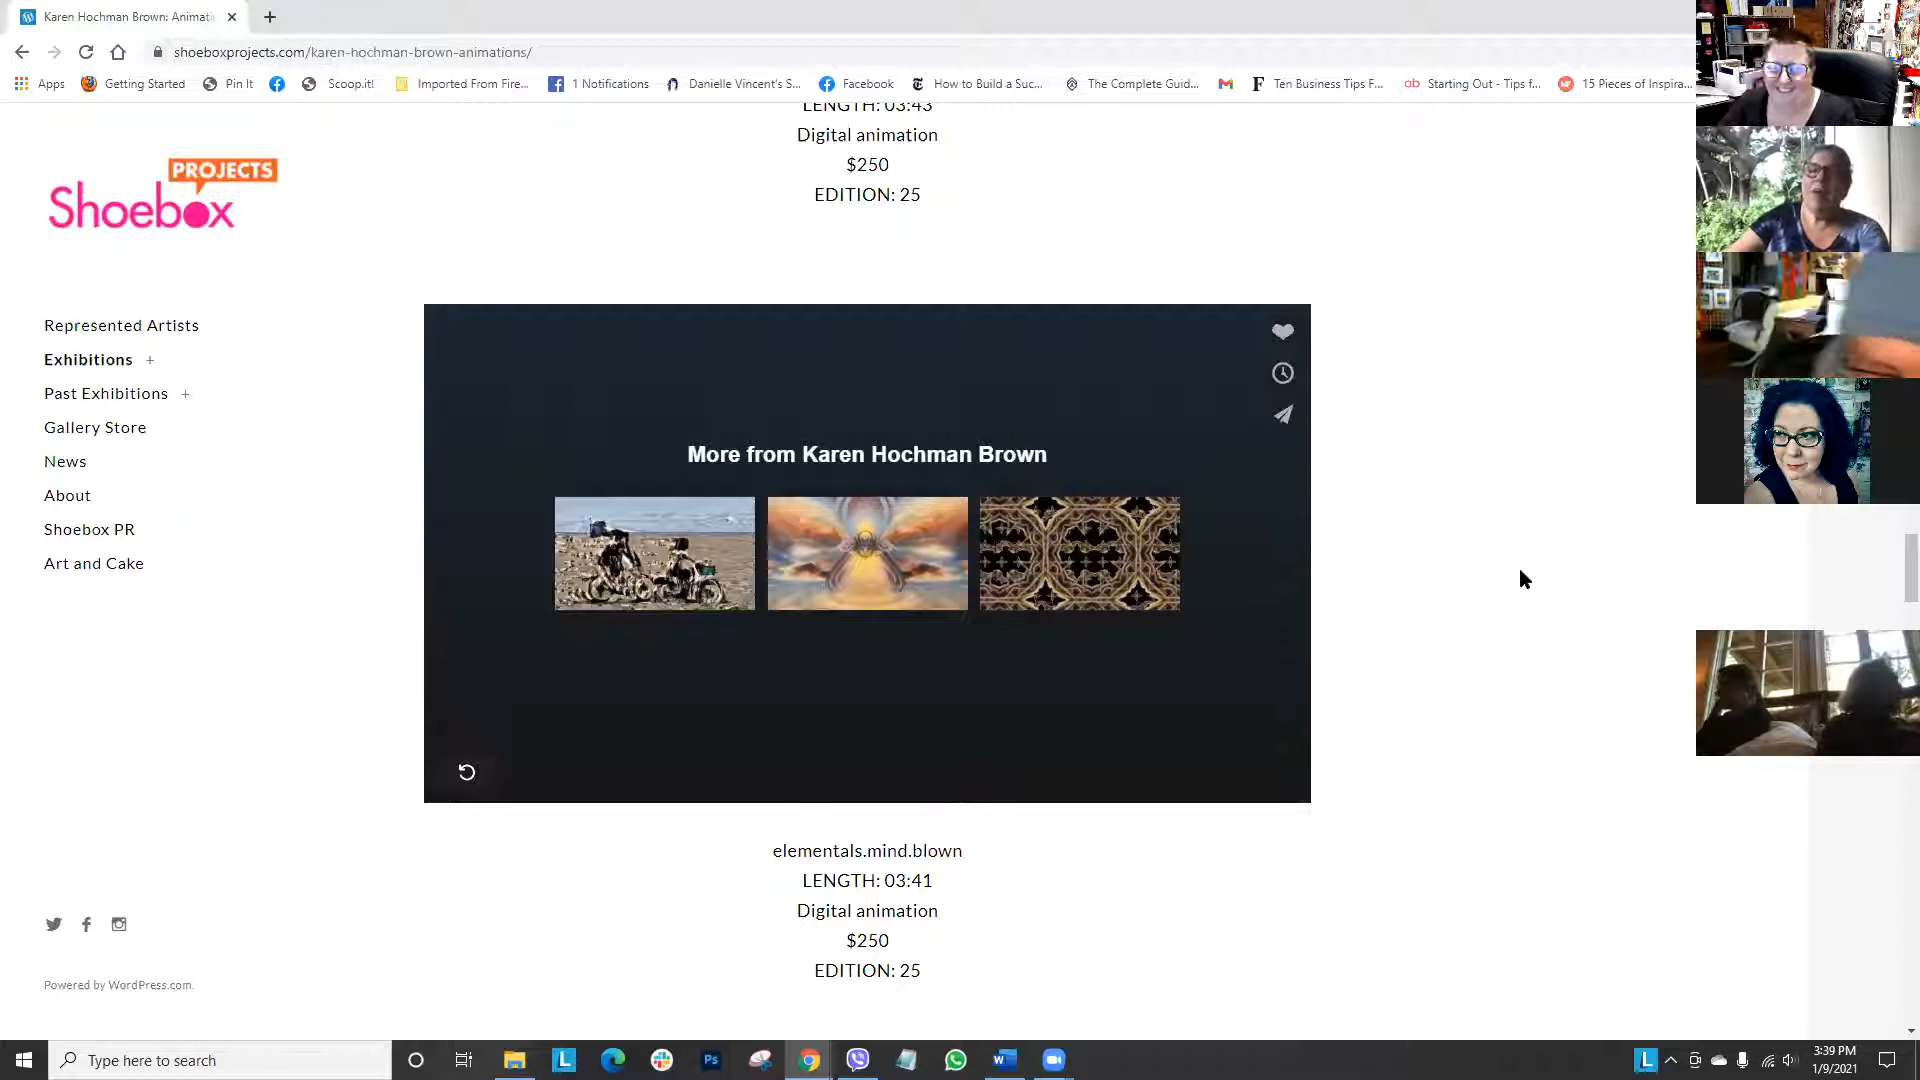 Karen Hochman Brown: Animati
shoeboxprojects.com/karen-hochman-brown-animations/
Apps
Getting Started
Pin It
Scoop.it!
Imported From Fire...
1 Notifications
Danielle Vincent's S...
Facebook
How to Build a Suc...
The Complete Guid...
Ten Business Tips F...
Starting Out - Tips f...
15 Pieces of Inspira...
LENGTH: 03:43
Digital animation
$250
EDITION: 25
PROJECTS
Shoebox
Represented Artists
Exhibitions +
Past Exhibitions +
Gallery Store
News
About
Shoebox PR
Art and Cake
More from Karen Hochman Brown
elementals.mind.blown
LENGTH: 03:41
Digital animation
$250
EDITION: 25
Powered by WordPress.com.
Type here to search
3:39 PM
1/9/2021